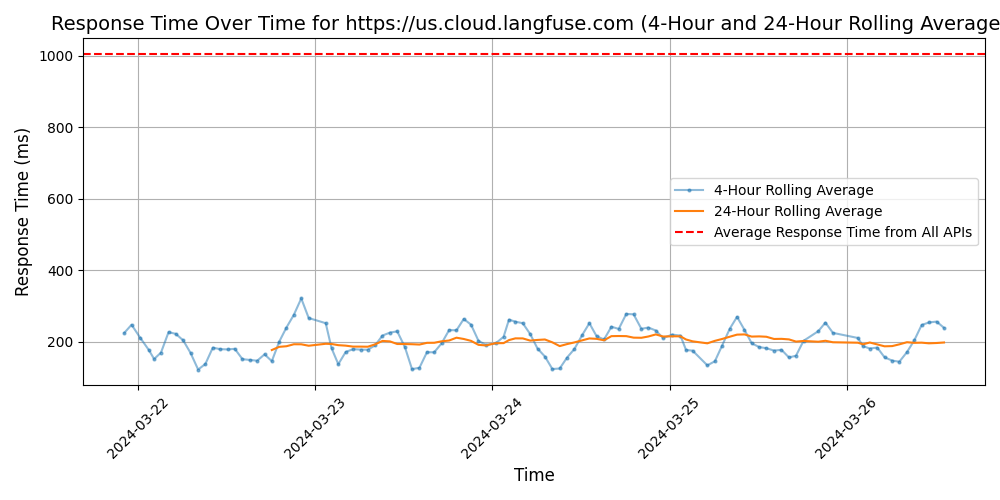 Response Time Over Time for https://us.cloud.langfuse.com (4-Hour and 24-Hour Rolling Average
1000
800
600
400
200
Response Time (ms)
4-Hour Rolling Average
24-Hour Rolling Average
Average Response Time from All APIs
2024-03-22
2024-03-23
2024-03-24
2024-03-25
2024-03-26
Time